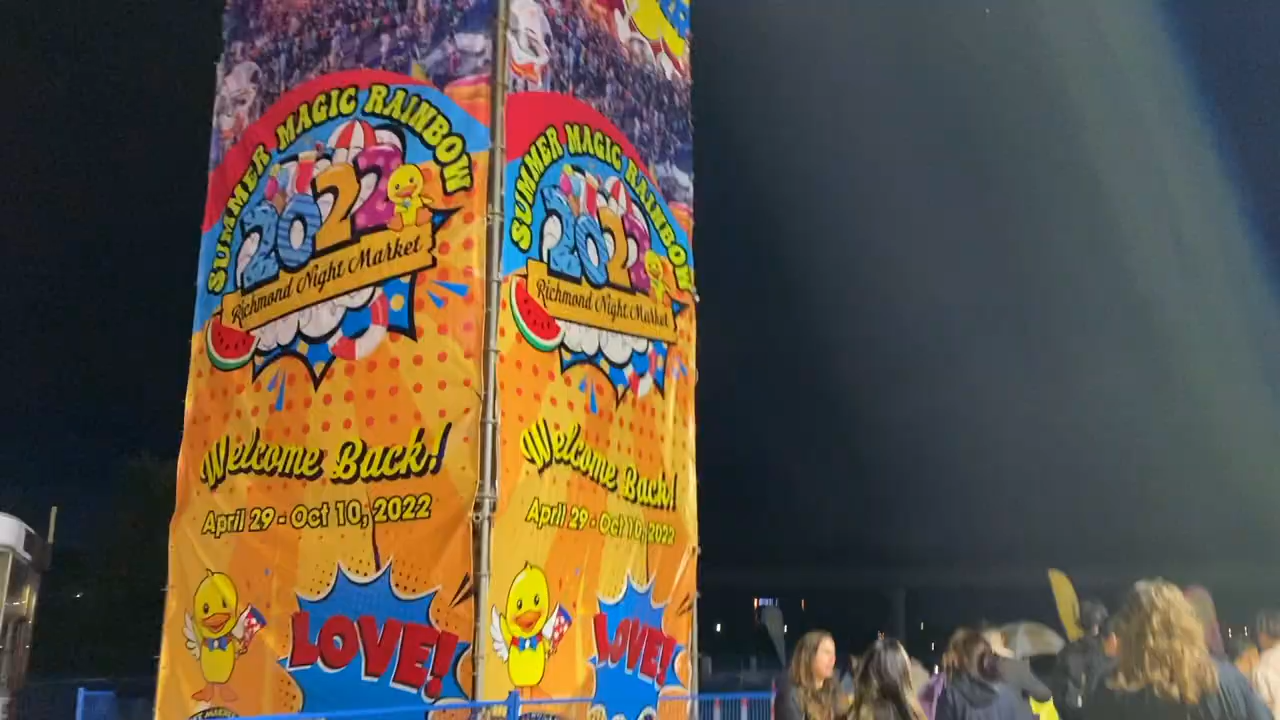 SUMMER MAGIC RAINBOW
2022
Richmond Night Market
Welcome Back!
April 29 - Oct 10, 2022
LOVE!
SUMMER MAGIC RAINBOW
2022
Richmond Night Market
Welcome Back!
April 29 - Oct 10, 2022
LOVE!